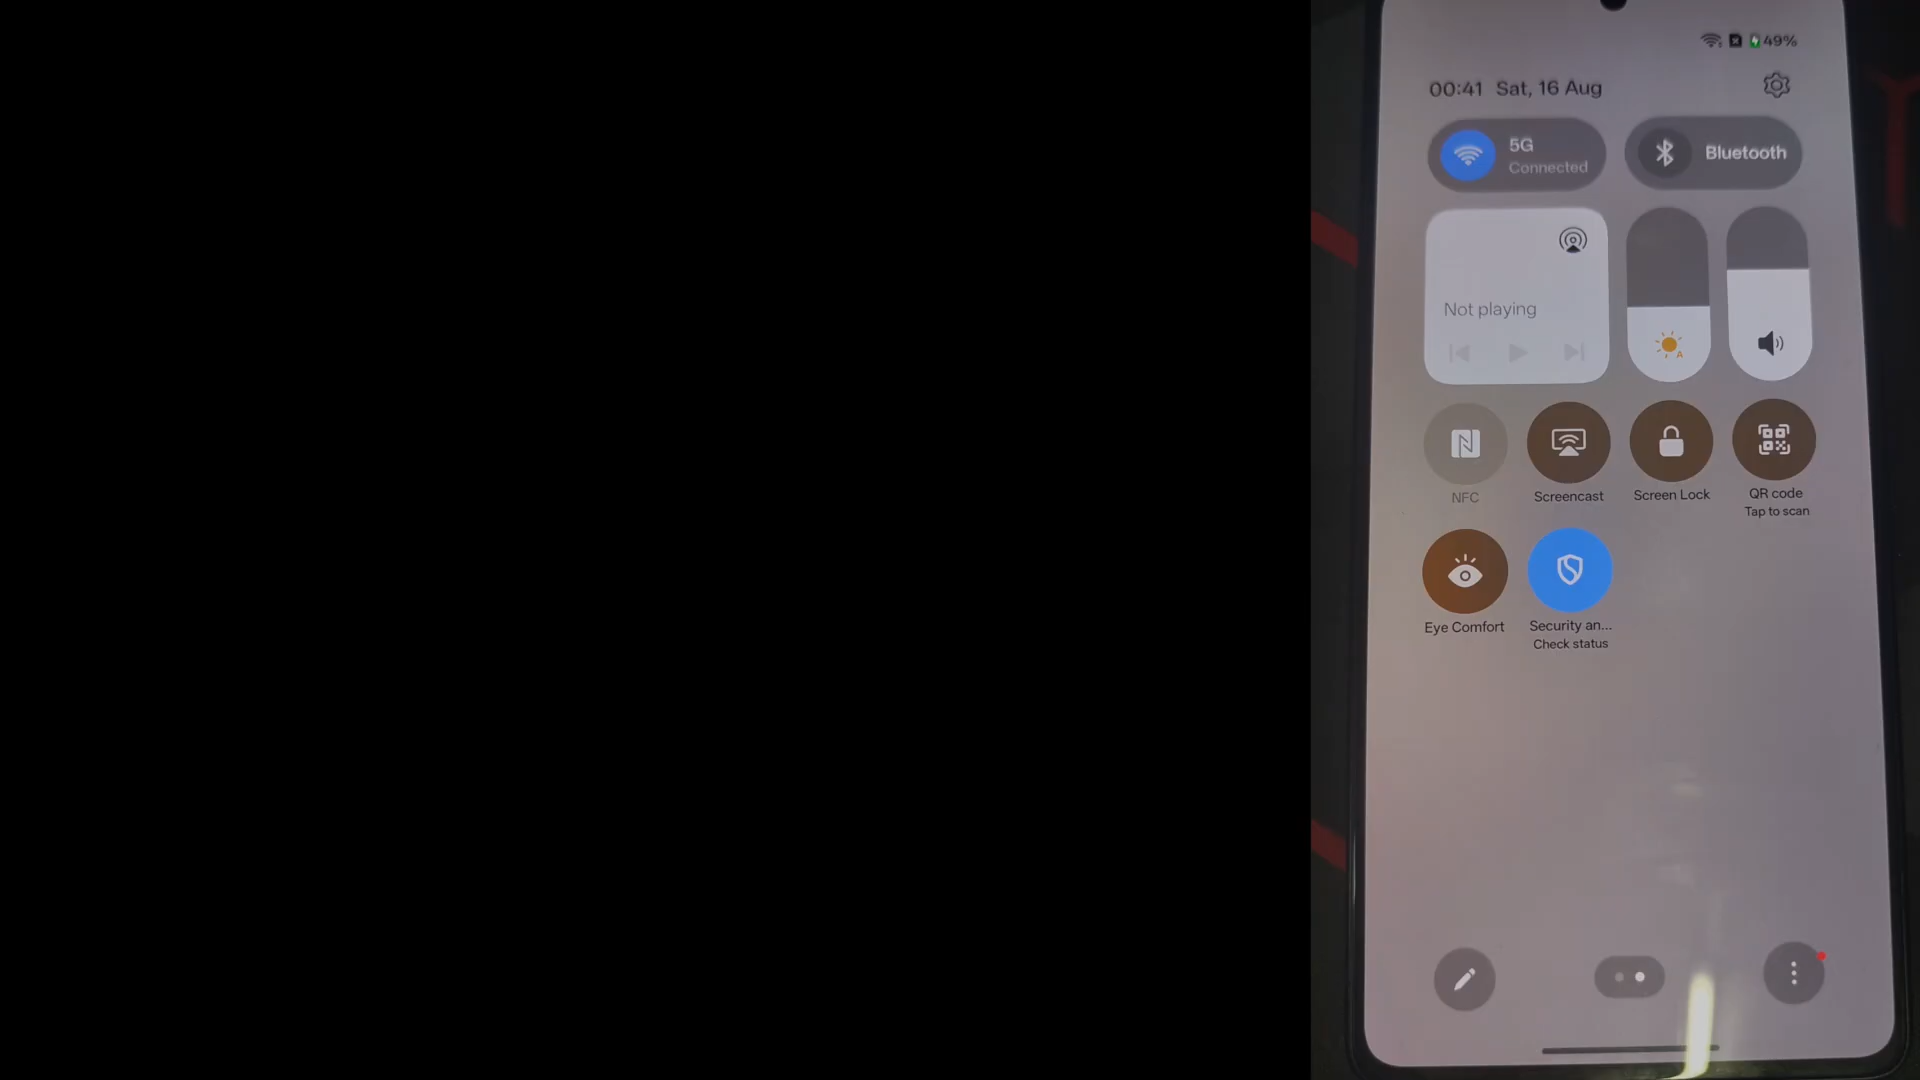 49%
00:41 Sat, 16 Aug
5G
Connected
Bluetooth
Not playing
A
NFC
Screencast
Screen Lock
QR code
Tap to scan
Eye Comfort
Security an...
Check status